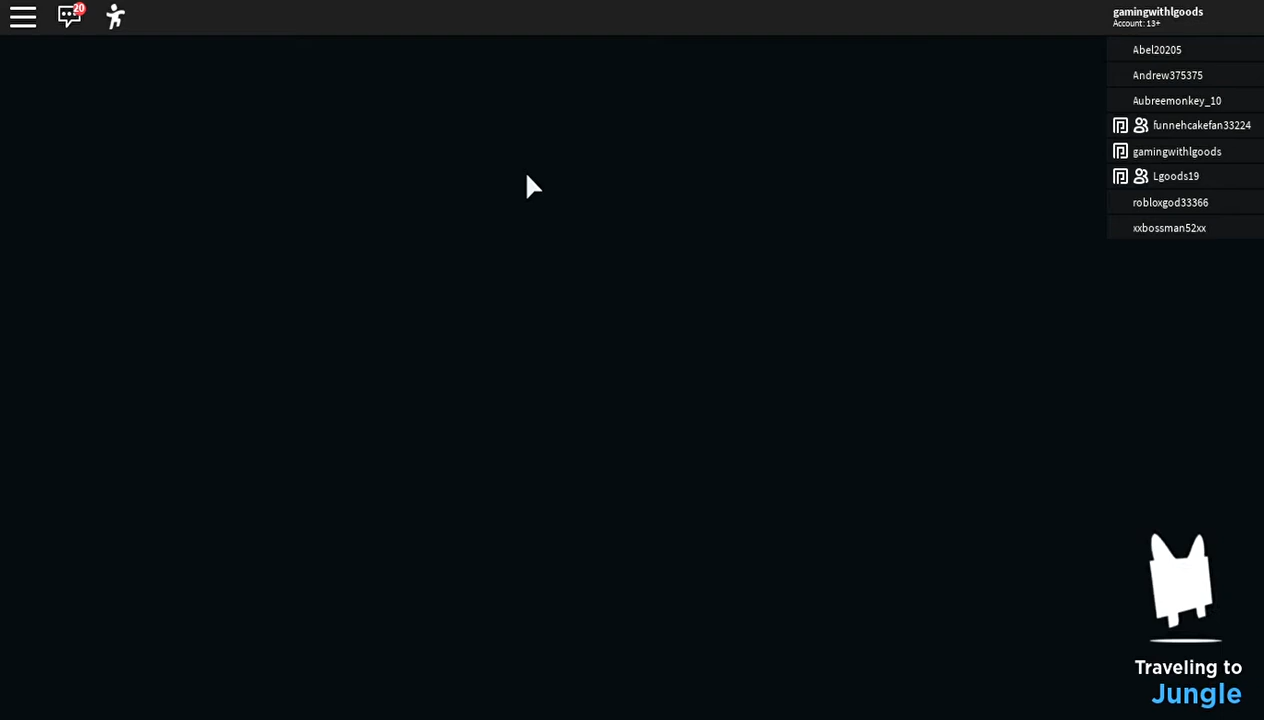 20
gamingwithlgoods
Account: 13+
Abel20205
Andrew375375
Aubreemonkey_10
funnehcakefan33224
gamingwithlgoods
Lgoods19
robloxgod33366
xxbossman52xx
Traveling to
Jungle